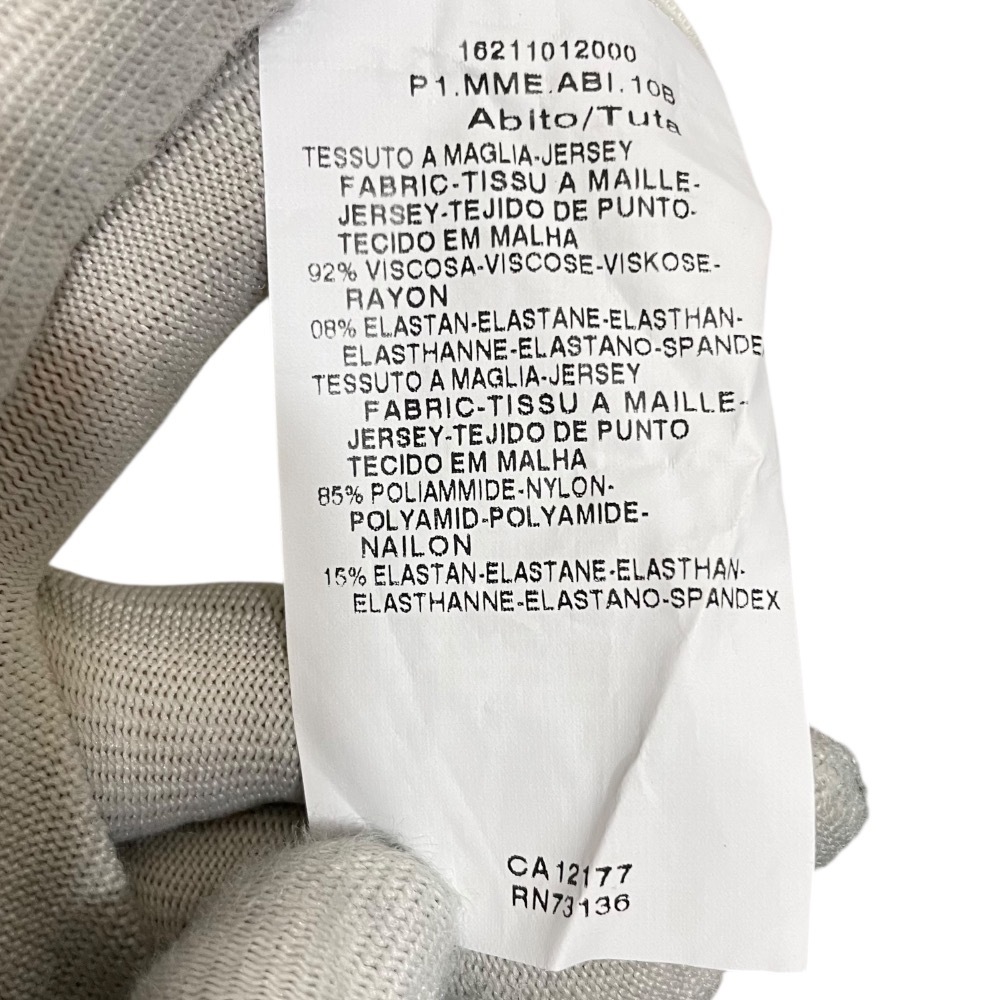 16211012000
P1.MME.ABI.10B
Abito/Tuta
TESSUTO A MAGLIA-JERSEY
FABRIC-TISSU A MAILLE-
JERSEY-TEJIDO DE PUNTO-
TECIDO EM MALHA
92% VISCOSA-VISCOSE-VISKOSE-
RAYON
08% ELASTAN-ELASTANE-ELASTHAN-
ELASTHANNE-ELASTANO-SPANDE
TESSUTO A MAGLIA-JERSEY
FABRIC-TISSU A MAILLE-
JERSEY-TEJIDO DE PUNTO
TECIDO EM MALHA
85% POLIAMMIDE-NYLON-
POLYAMID-POLYAMIDE-
NAILON
15% ELASTAN-ELASTANE-ELASTHAN-
ELASTHANNE-ELASTANO-SPANDEX
CA12177
RN73136